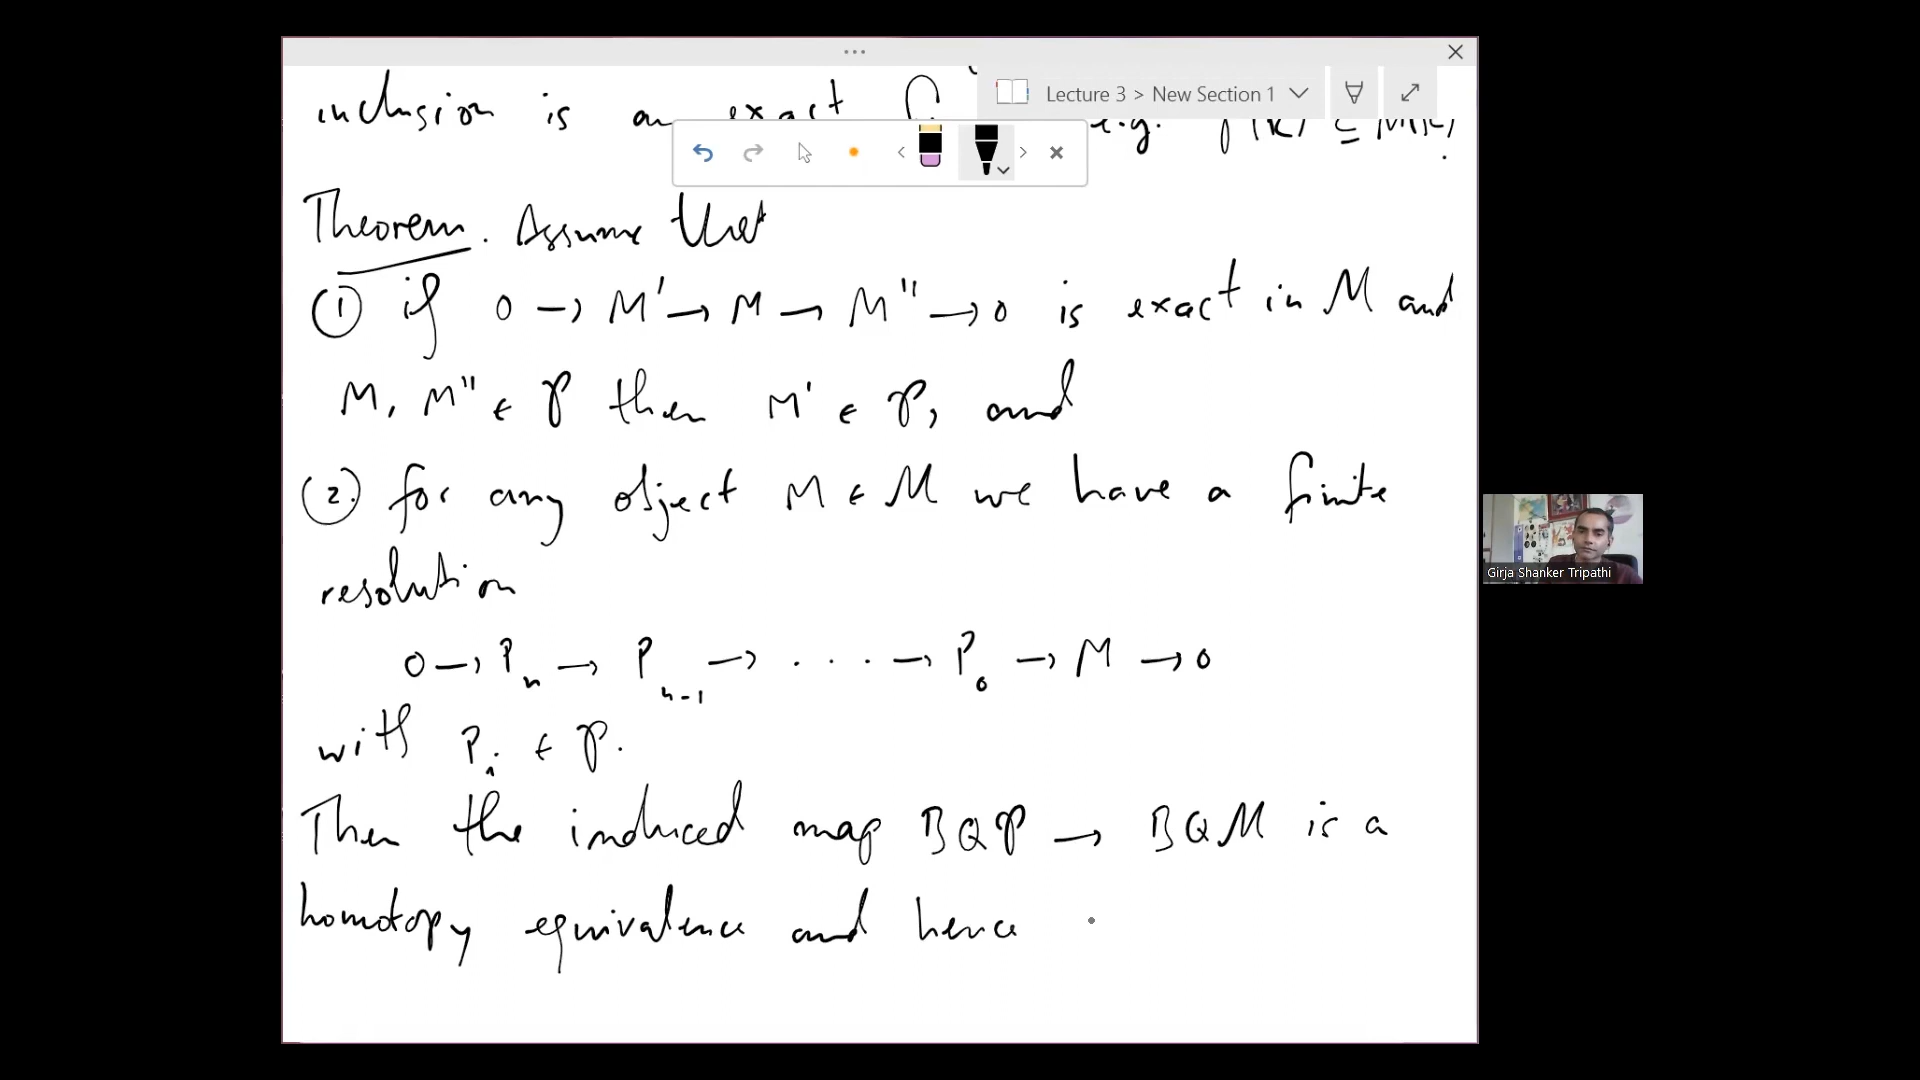 Lecture 3 > New Section 1
inclusion is an exact e.g. P(R) ⊆ M(R)
Theorem. Assume that
① if 0 → M' → M → M'' → 0 is exact in M and
M, M'' ∈ P then M' ∈ P, and
②. for any object M ∈ M we have a finite
resolution
0 → P_n → P_{n-1} → . . . . → P_0 → M → 0
with P_i ∈ P.
Then the induced map BQP → BQM is a
homotopy equivalence and hence
Girja Shanker Tripathi